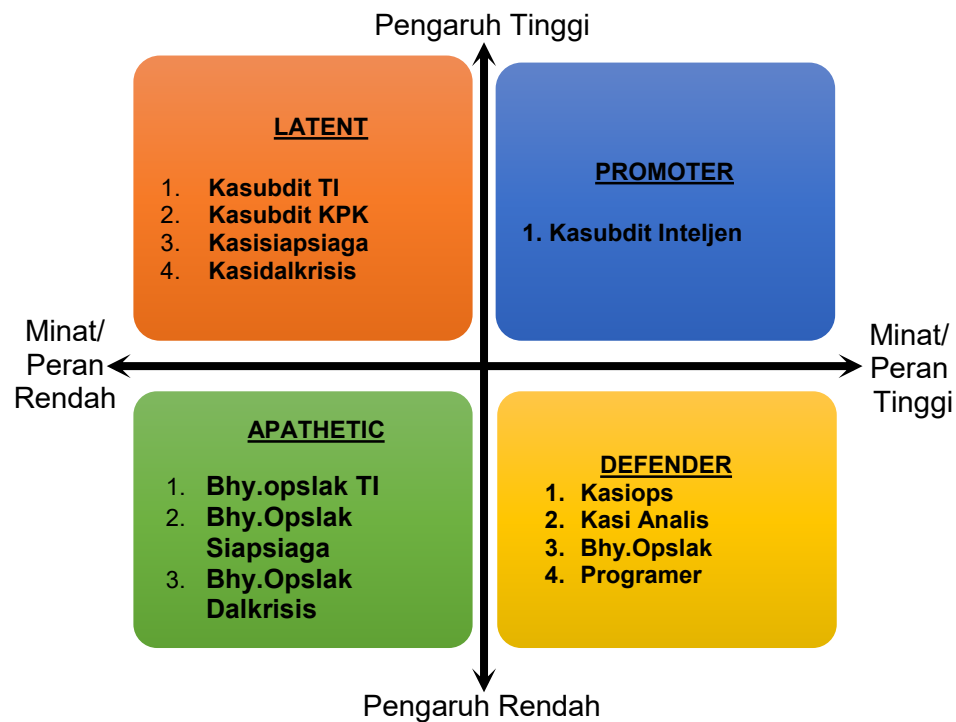 Pengaruh Tinggi
LATENT
1. Kasubdit TI
2. Kasubdit KPK
3. Kasisiapsiaga
4. Kasidalkrisis
PROMOTER
1. Kasubdit Inteljen
Minat/
Peran
Rendah
Minat/
Peran
Tinggi
APATHETIC
1. Bhy.opslak TI
2. Bhy.Opslak
Siapsiaga
3. Bhy.Opslak
Dalkrisis
DEFENDER
1. Kasiops
2. Kasi Analis
3. Bhy.Opslak
4. Programer
Pengaruh Rendah